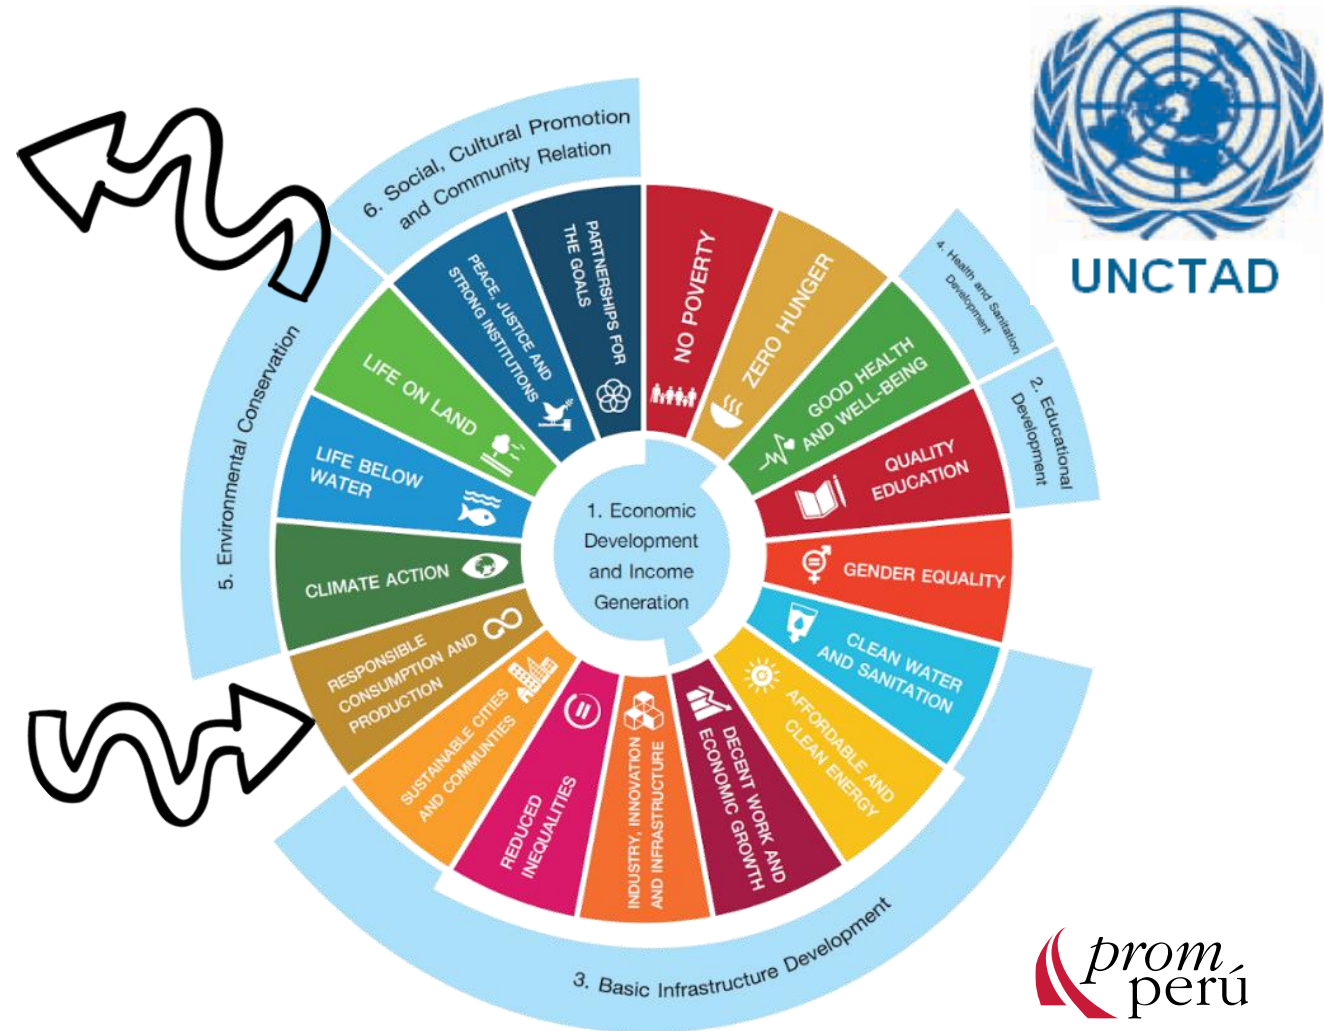 6. Social, Cultural Promotion
and Community Relation
UNCTAD
4. Health and Sanitation
Development
2. Educational
Development
5. Environmental Conservation
3. Basic Infrastructure Development
1. Economic
Development
and Income
Generation
NO POVERTY
ZERO HUNGER
GOOD HEALTH
AND WELL-BEING
QUALITY
EDUCATION
GENDER EQUALITY
CLEAN WATER
AND SANITATION
AFFORDABLE AND
CLEAN ENERGY
DECENT WORK AND
ECONOMIC GROWTH
INDUSTRY, INNOVATION
AND INFRASTRUCTURE
REDUCED
INEQUALITIES
SUSTAINABLE CITIES
AND COMMUNTIES
RESPONSIBLE
CONSUMPTION AND
PRODUCTION
CLIMATE ACTION
LIFE BELOW
WATER
LIFE ON LAND
PEACE, JUSTICE AND
STRONG INSTITUTIONS
PARTNERSHIPS FOR
THE GOALS
prom
perú